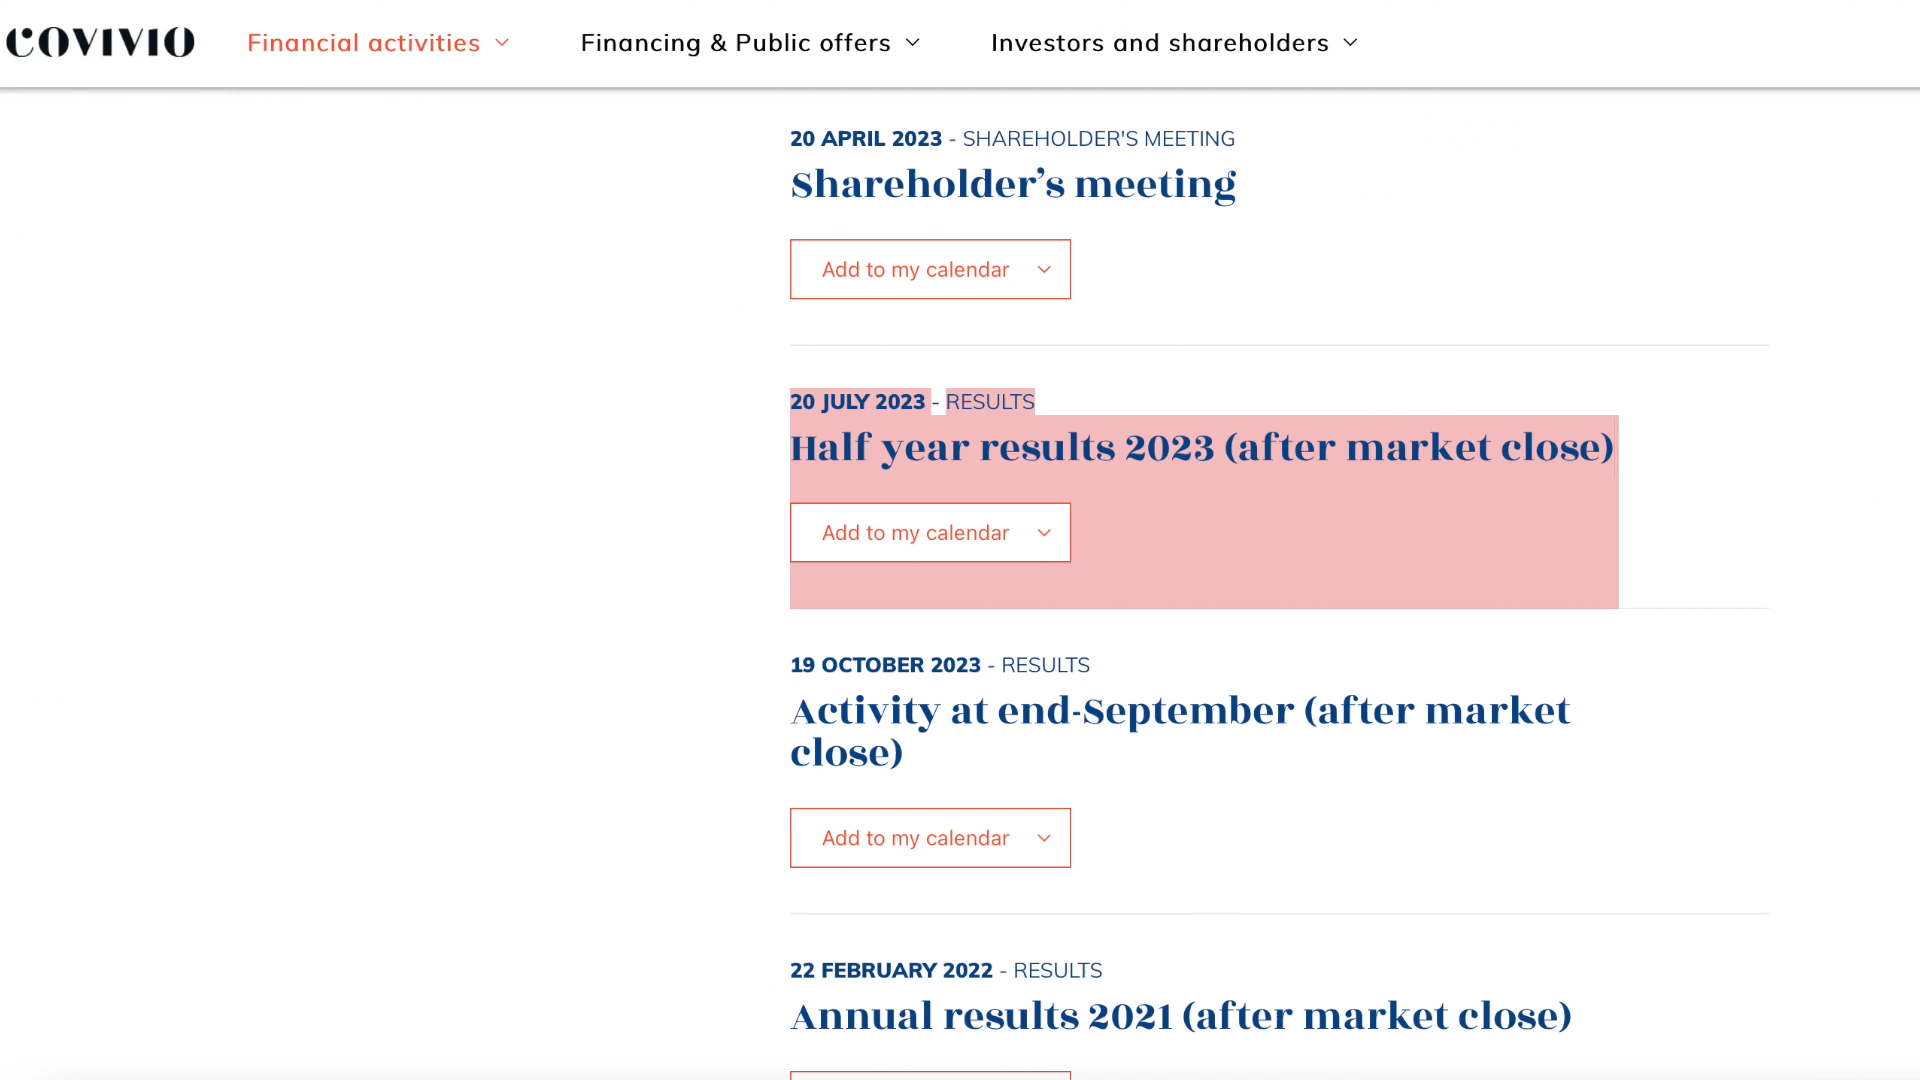 COVIVIO
Financial activities
Financing & Public offers
Investors and shareholders
20 APRIL 2023 - SHAREHOLDER'S MEETING
Shareholder’s meeting
Add to my calendar
20 JULY 2023 - RESULTS
Half year results 2023 (after market close)
Add to my calendar
19 OCTOBER 2023 - RESULTS
Activity at end-September (after market
close)
Add to my calendar
22 FEBRUARY 2022 - RESULTS
Annual results 2021 (after market close)